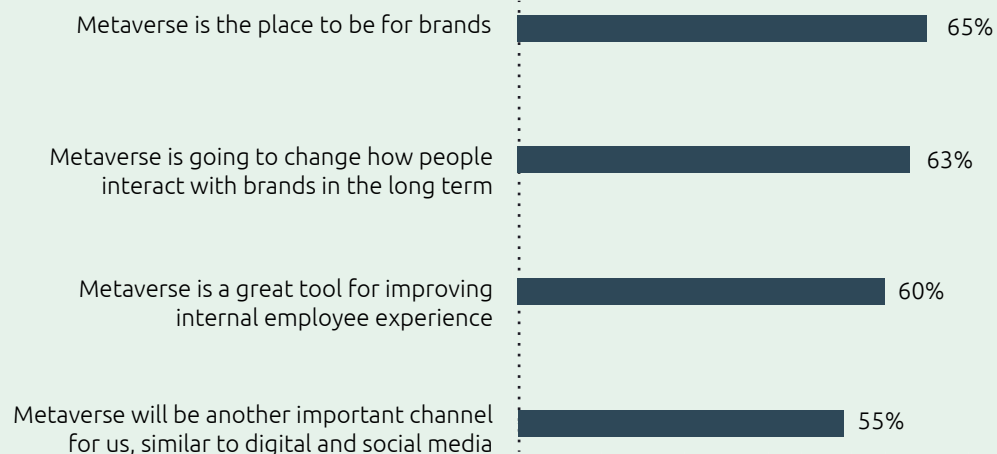 Metaverse is the place to be for brands
65%
Metaverse is going to change how people
interact with brands in the long term
63%
Metaverse is a great tool for improving
internal employee experience
60%
Metaverse will be another important channel
for us, similar to digital and social media
55%